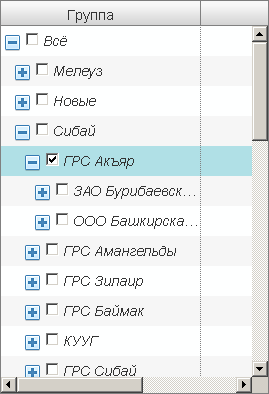 Группа
Всё
Мелеуз
Новые
Сибай
ГРС Акъяр
ЗАО Бурибаевск...
ООО Башкирска...
ГРС Амангельды
ГРС Зилаир
ГРС Баймак
КУУГ
ГРС Сибай